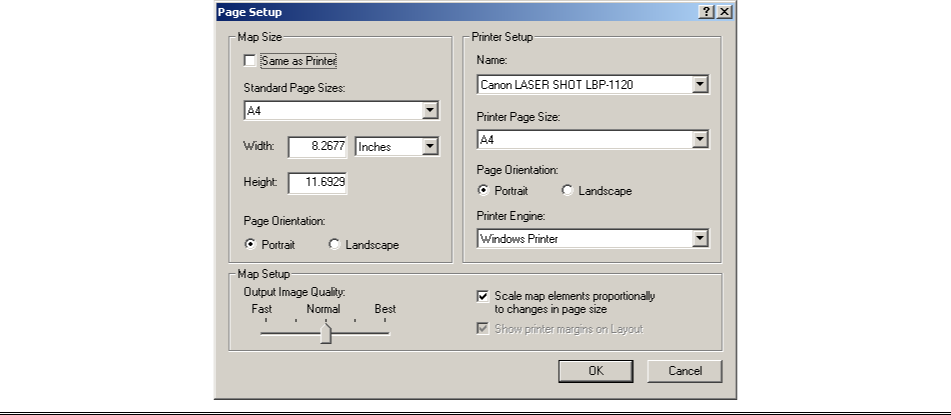 Page Setup
Map Size
Same as Printer
Standard Page Sizes:
A4
Width: 8.2677 Inches
Height: 11.6929
Page Orientation:
Portrait Landscape
Printer Setup
Name:
Canon LASER SHOT LBP-1120
Printer Page Size:
A4
Page Orientation:
Portrait Landscape
Printer Engine:
Windows Printer
Map Setup
Output Image Quality:
Fast Normal Best
Scale map elements proportionally
to changes in page size
Show printer margins on Layout
OK Cancel